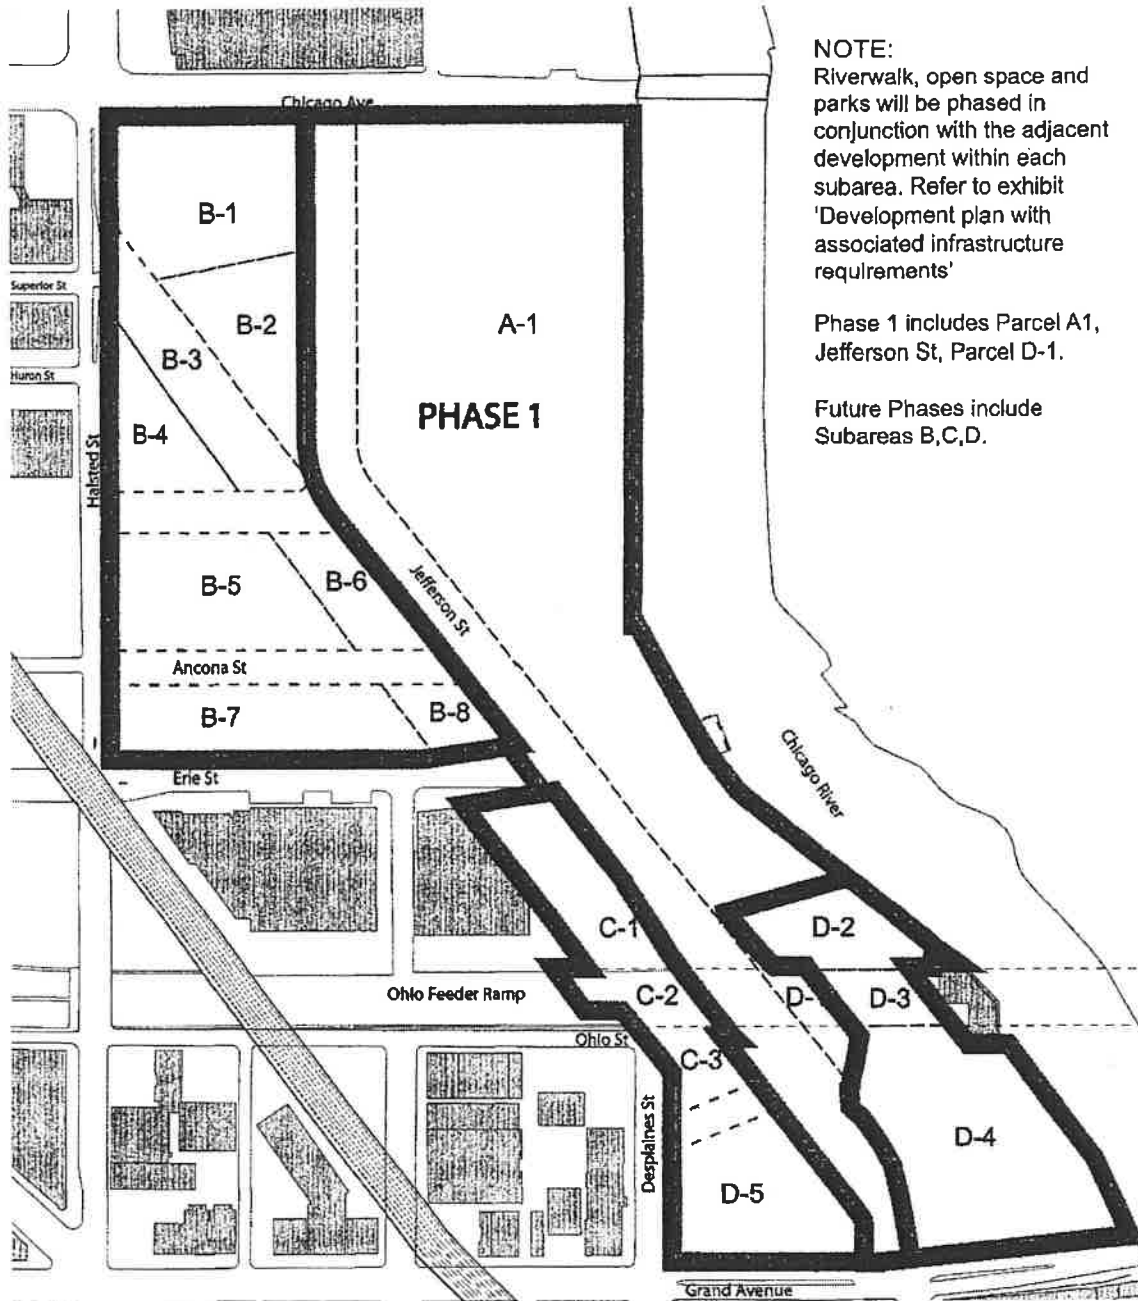 NOTE:
Riverwalk, open space and
parks will be phased in
conjunction with the adjacent
development within each
subarea. Refer to exhibit
'Development plan with
associated infrastructure
requirements'
Phase 1 includes Parcel A1,
Jefferson St, Parcel D-1.
Future Phases include
Subareas B,C,D.
Chicago Ave
B-1
Superior St
B-2
A-1
B-3
Huron St
PHASE 1
B-4
Halsted St
B-5
B-6
Jefferson St
Ancona St
B-7
B-8
Chicago River
Erie St
C-1
D-2
Ohio Feeder Ramp
C-2
D-
D-3
Ohio St
C-3
Desplaines St
D-4
D-5
Grand Avenue